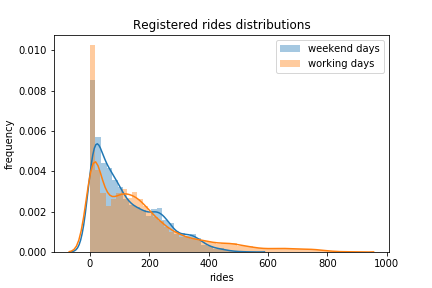 Registered rides distributions
weekend days
working days
frequency
0.010
0.008
0.006
0.004
0.002
0.000
0
200
400
600
800
1000
rides